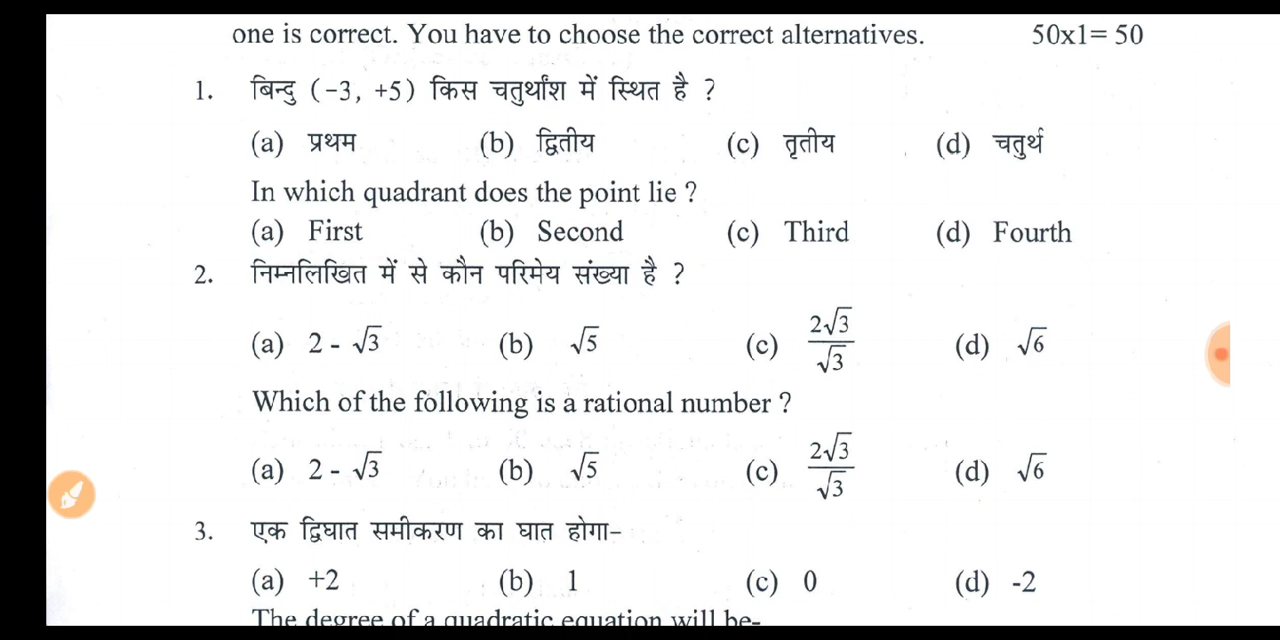 one is correct. You have to choose the correct alternatives. 50x1= 50
1. बिन्दु (-3, +5) किस चतुर्थांश में स्थित है ?
(a) प्रथम (b) द्वितीय (c) तृतीय (d) चतुर्थ
In which quadrant does the point lie ?
(a) First (b) Second (c) Third (d) Fourth
2. निम्नलिखित में से कौन परिमेय संख्या है ?
(a) 2 - √3 (b) √5 (c) 2√3/√3 (d) √6
Which of the following is a rational number ?
(a) 2 - √3 (b) √5 (c) 2√3/√3 (d) √6
3. एक द्विघात समीकरण का घात होगा-
(a) +2 (b) 1 (c) 0 (d) -2
The degree of a quadratic equation will be-